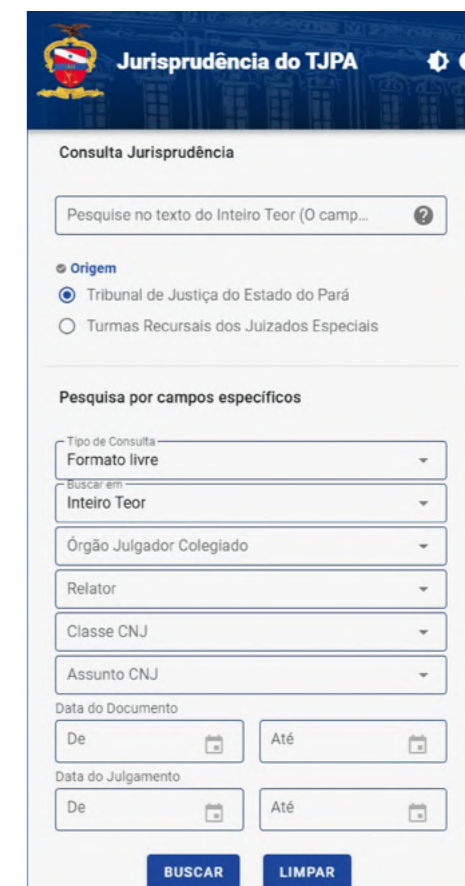 Jurisprudência do TJPA
Consulta Jurisprudência
Pesquise no texto do Inteiro Teor (O camp...
Origem
Tribunal de Justiça do Estado do Pará
Turmas Recursais dos Juizados Especiais
Pesquisa por campos específicos
Tipo de Consulta
Formato livre
Buscar em
Inteiro Teor
Órgão Julgador Colegiado
Relator
Classe CNJ
Assunto CNJ
Data do Documento
De Até
Data do Julgamento
De Até
BUSCAR LIMPAR